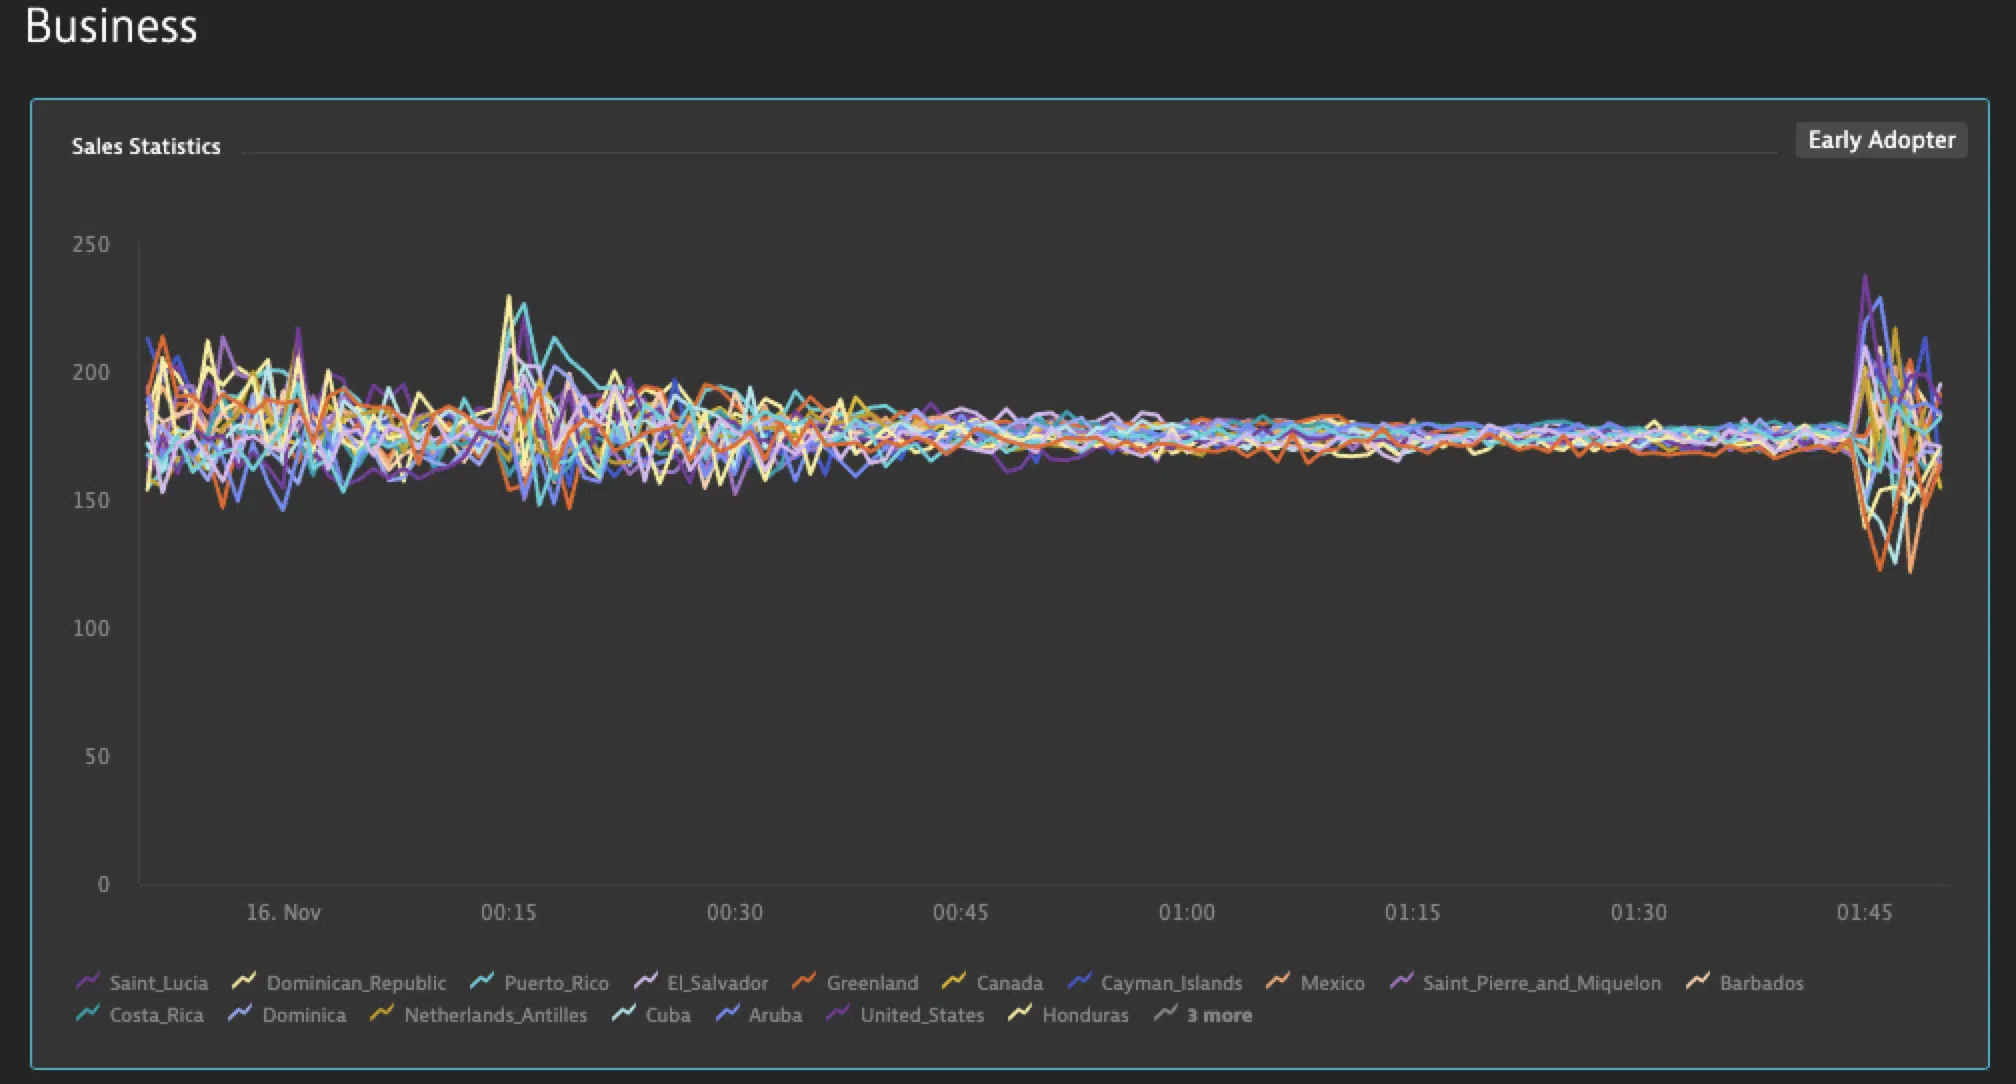 Business
Sales Statistics
Early Adopter
250
200
150
100
50
0
16. Nov 00:15 00:30 00:45 01:00 01:15 01:30 01:45
Saint_Lucia Dominican_Republic Puerto_Rico El_Salvador Greenland Canada Cayman_Islands Mexico Saint_Pierre_and_Miquelon Barbados
Costa_Rica Dominica Netherlands_Antilles Cuba Aruba United_States Honduras 3 more